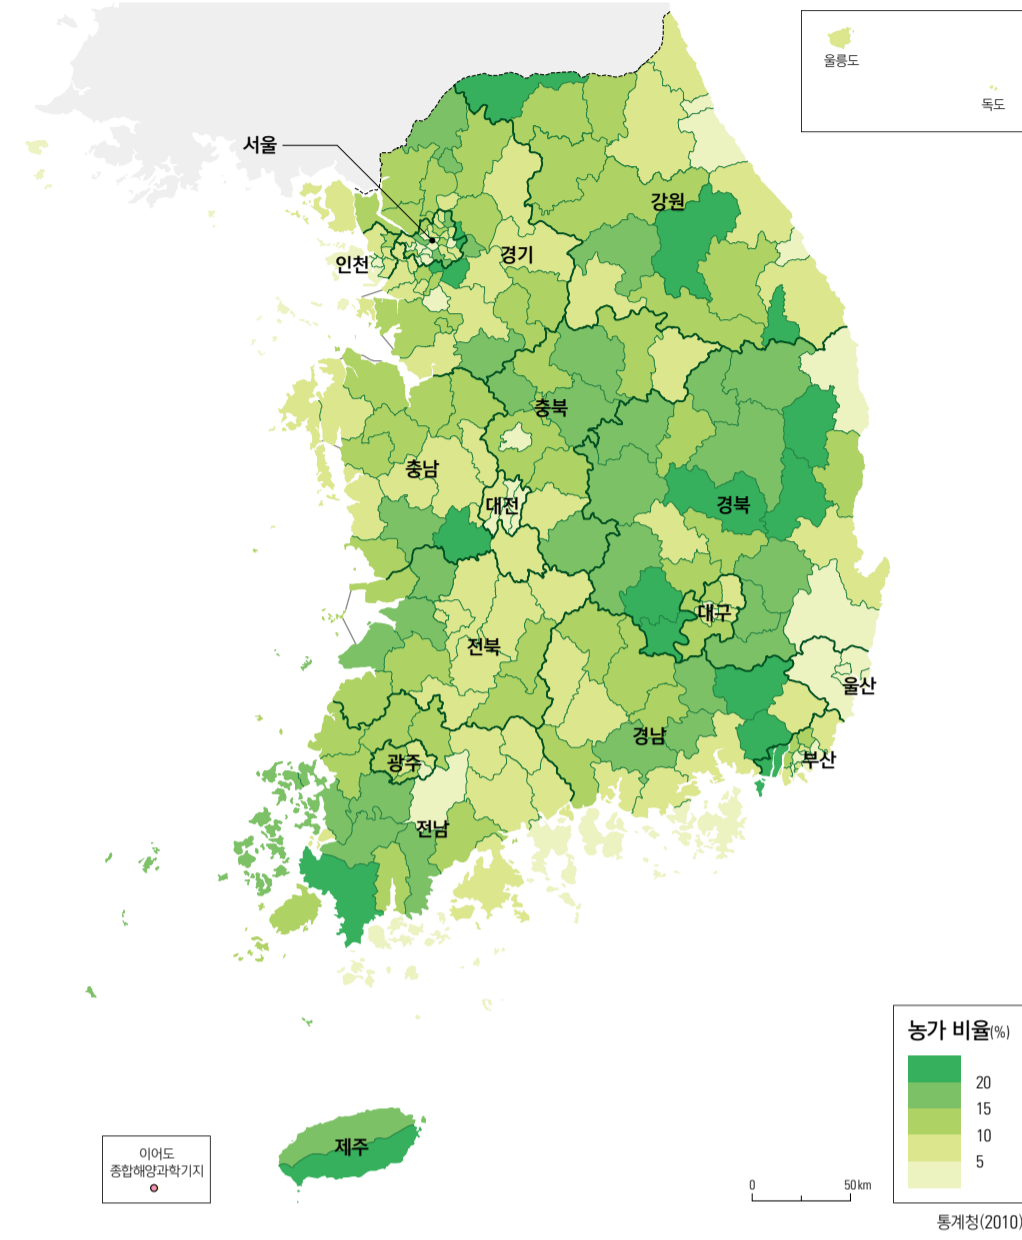 울릉도
독도
서울
강원
인천
경기
충북
충남
대전
경북
대구
전북
울산
경남
광주
부산
전남
제주
농가 비율(%)
20
15
10
5
이어도
종합해양과학기지
0 50km
통계청(2010)